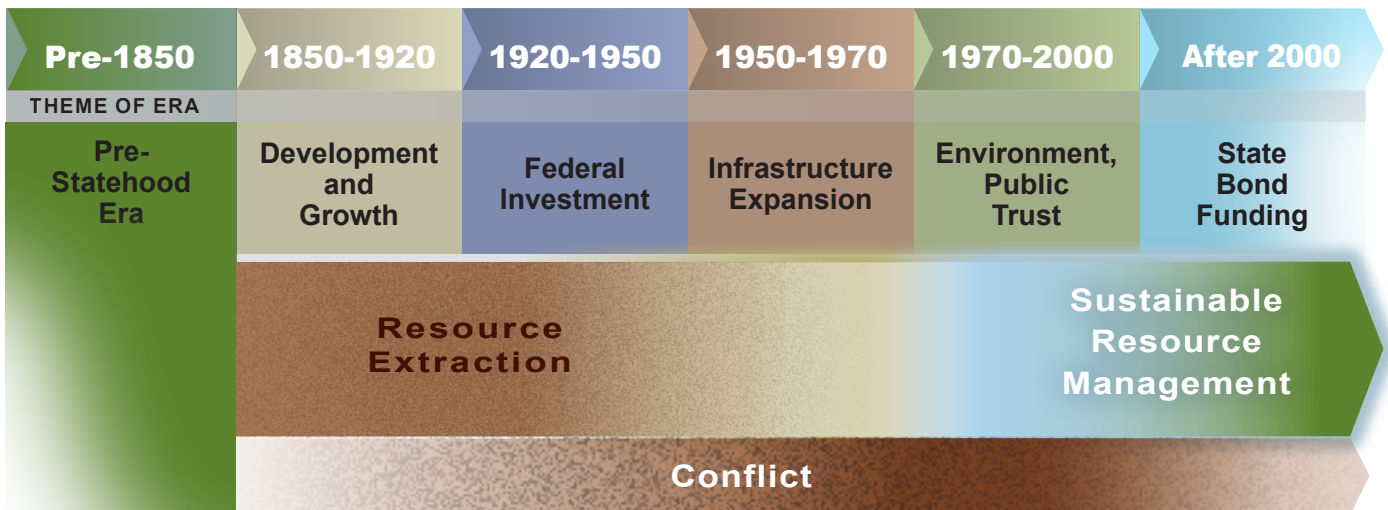 Pre-1850
1850-1920
1920-1950
1950-1970
1970-2000
After 2000
THEME OF ERA
Pre-
Statehood
Era
Development
and
Growth
Federal
Investment
Infrastructure
Expansion
Environment,
Public
Trust
State
Bond
Funding
Resource
Extraction
Sustainable
Resource
Management
Conflict